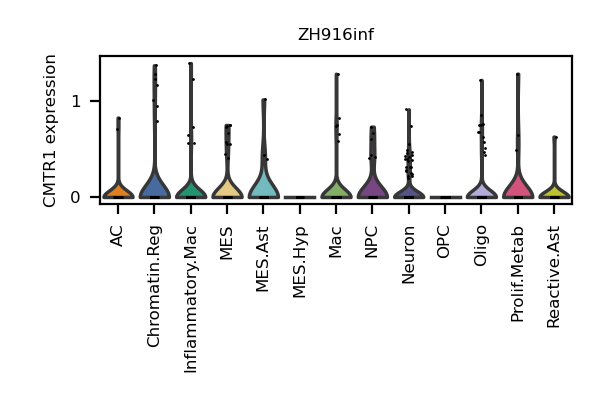 ZH916inf
CMTR1 expression
1
0
AC
Chromatin.Reg
Inflammatory.Mac
MES
MES.Ast
MES.Hyp
Mac
NPC
Neuron
OPC
Oligo
Prolif.Metab
Reactive.Ast